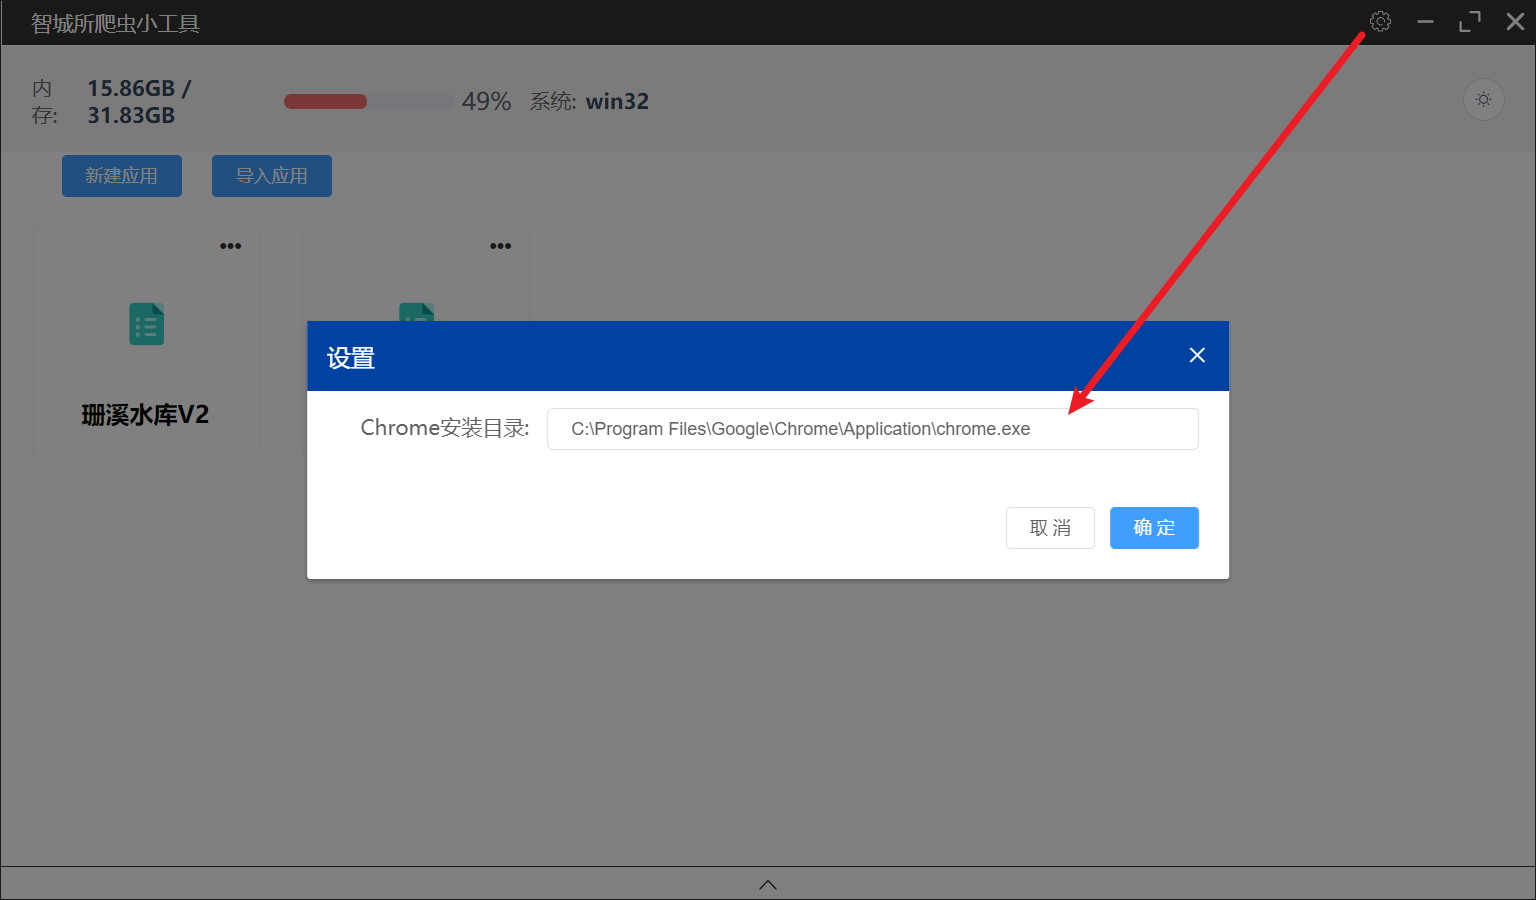 智城所爬虫小工具
内存:
15.86GB / 31.83GB
49%
系统: win32
新建应用
导入应用
珊溪水库V2
设置
Chrome安装目录:
C:\Program Files\Google\Chrome\Application\chrome.exe
取 消
确 定